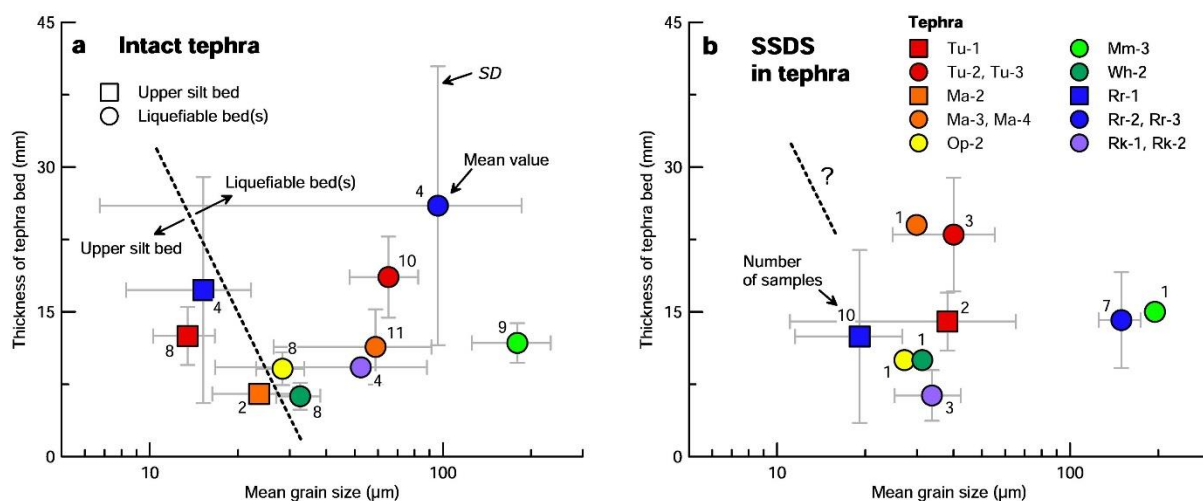 a Intact tephra
Upper silt bed
Liquefiable bed(s)
SD
Mean value
Liquefiable bed(s)
Upper silt bed
4
4
8
2
8
8
10
11
4
9
45
30
15
0
Thickness of tephra bed (mm)
10
100
Mean grain size (µm)
b SSDS
in tephra
Tephra
Tu-1
Tu-2, Tu-3
Ma-2
Ma-3, Ma-4
Op-2
Mm-3
Wh-2
Rr-1
Rr-2, Rr-3
Rk-1, Rk-2
?
Number
of samples
10
1
3
2
1
1
3
7
1
45
30
15
0
Thickness of tephra bed (mm)
10
100
Mean grain size (µm)